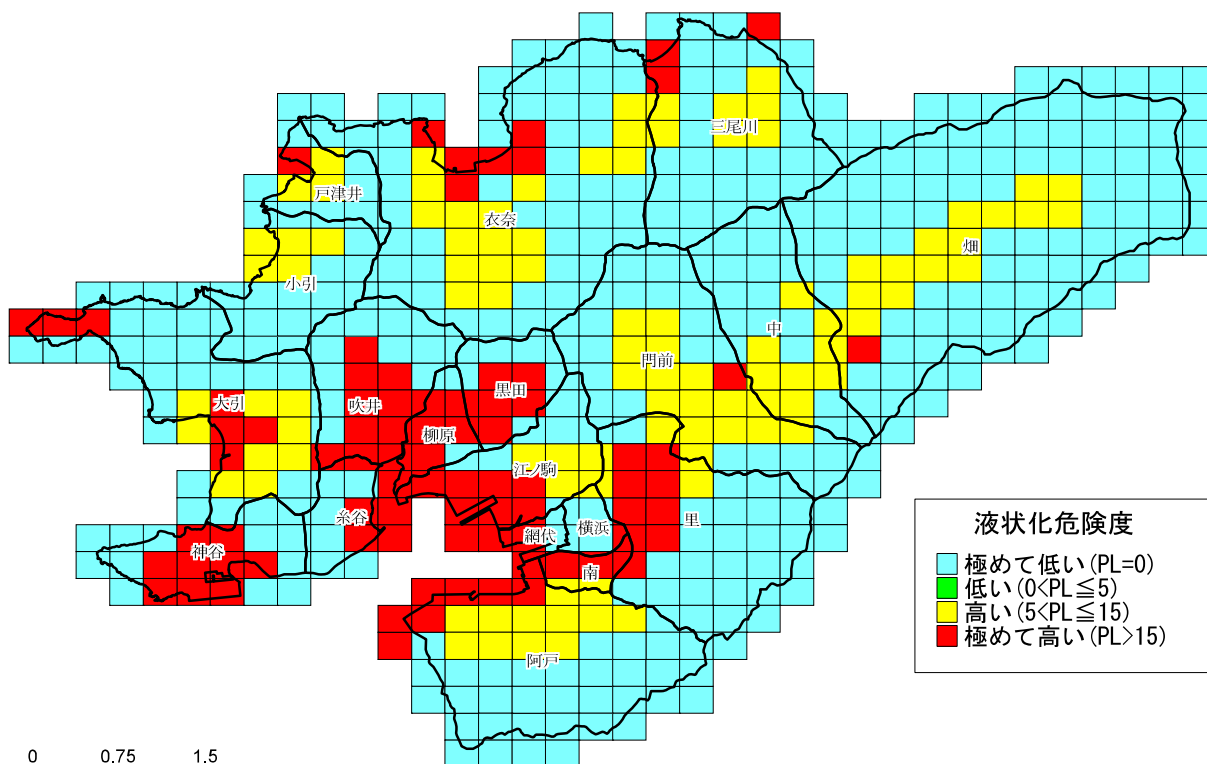 三尾川
戸津井
衣奈
畑
小引
中
門前
黒田
大引
吹井
柳原
江ノ駒
糸谷
里
横浜
網代
神谷
南
阿戸
液状化危険度
極めて低い(PL=0)
低い(0<PL≦5)
高い(5<PL≦15)
極めて高い(PL>15)
0 0.75 1.5